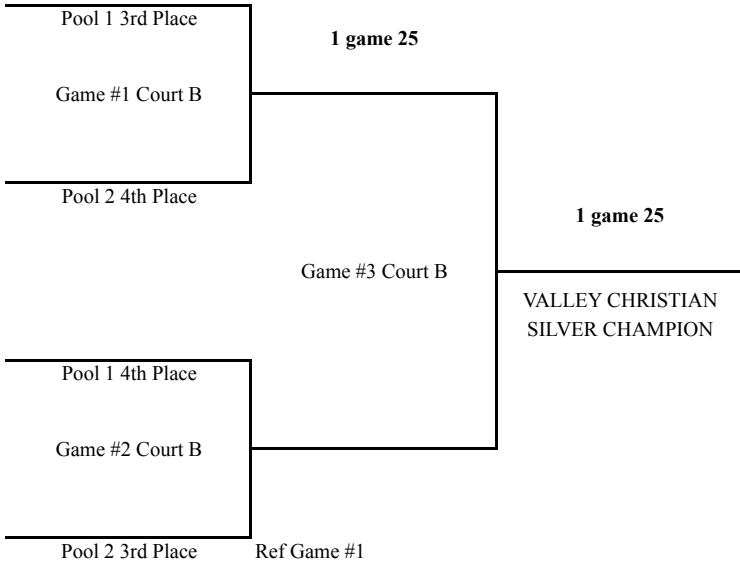 Pool 1 3rd Place
1 game 25
Game #1 Court B
Pool 2 4th Place
1 game 25
Game #3 Court B
VALLEY CHRISTIAN
SILVER CHAMPION
Pool 1 4th Place
Game #2 Court B
Pool 2 3rd Place
Ref Game #1